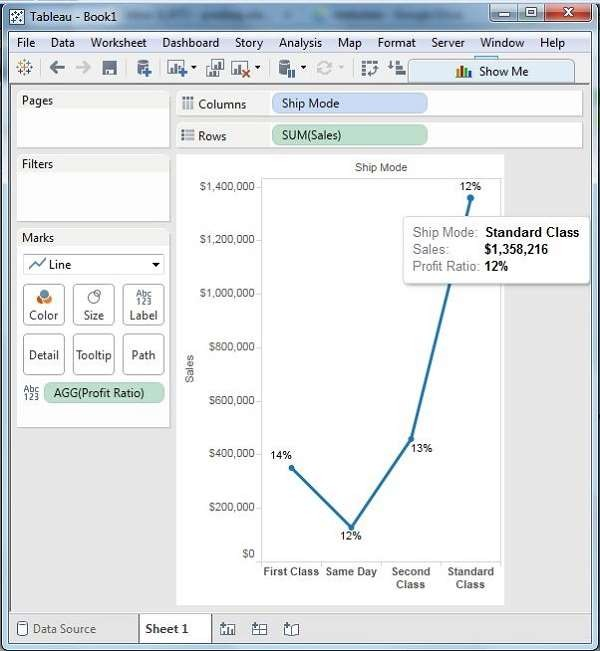 Tableau - Book1
File Data Worksheet Dashboard Story Analysis Map Format Server Window Help
Show Me
Pages
Columns Ship Mode
Rows SUM(Sales)
Filters
Marks
Line
Color Size Label
Abc
123
Detail Tooltip Path
Abc
123
AGG(Profit Ratio)
Ship Mode
Sales
$1,400,000
$1,200,000
$1,000,000
$800,000
$600,000
$400,000
$200,000
$0
12%
14%
12%
13%
Ship Mode: Standard Class
Sales: $1,358,216
Profit Ratio: 12%
First Class Same Day Second Class Standard Class
Data Source Sheet 1